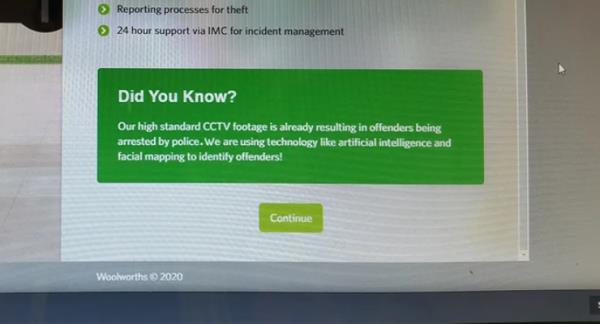 Reporting processes for theft
24 hour support via IMC for incident management
Did You Know?
Our high standard CCTV footage is already resulting in offenders being
arrested by police. We are using technology like artificial intelligence and
facial mapping to identify offenders!
Continue
Woolworths © 2020